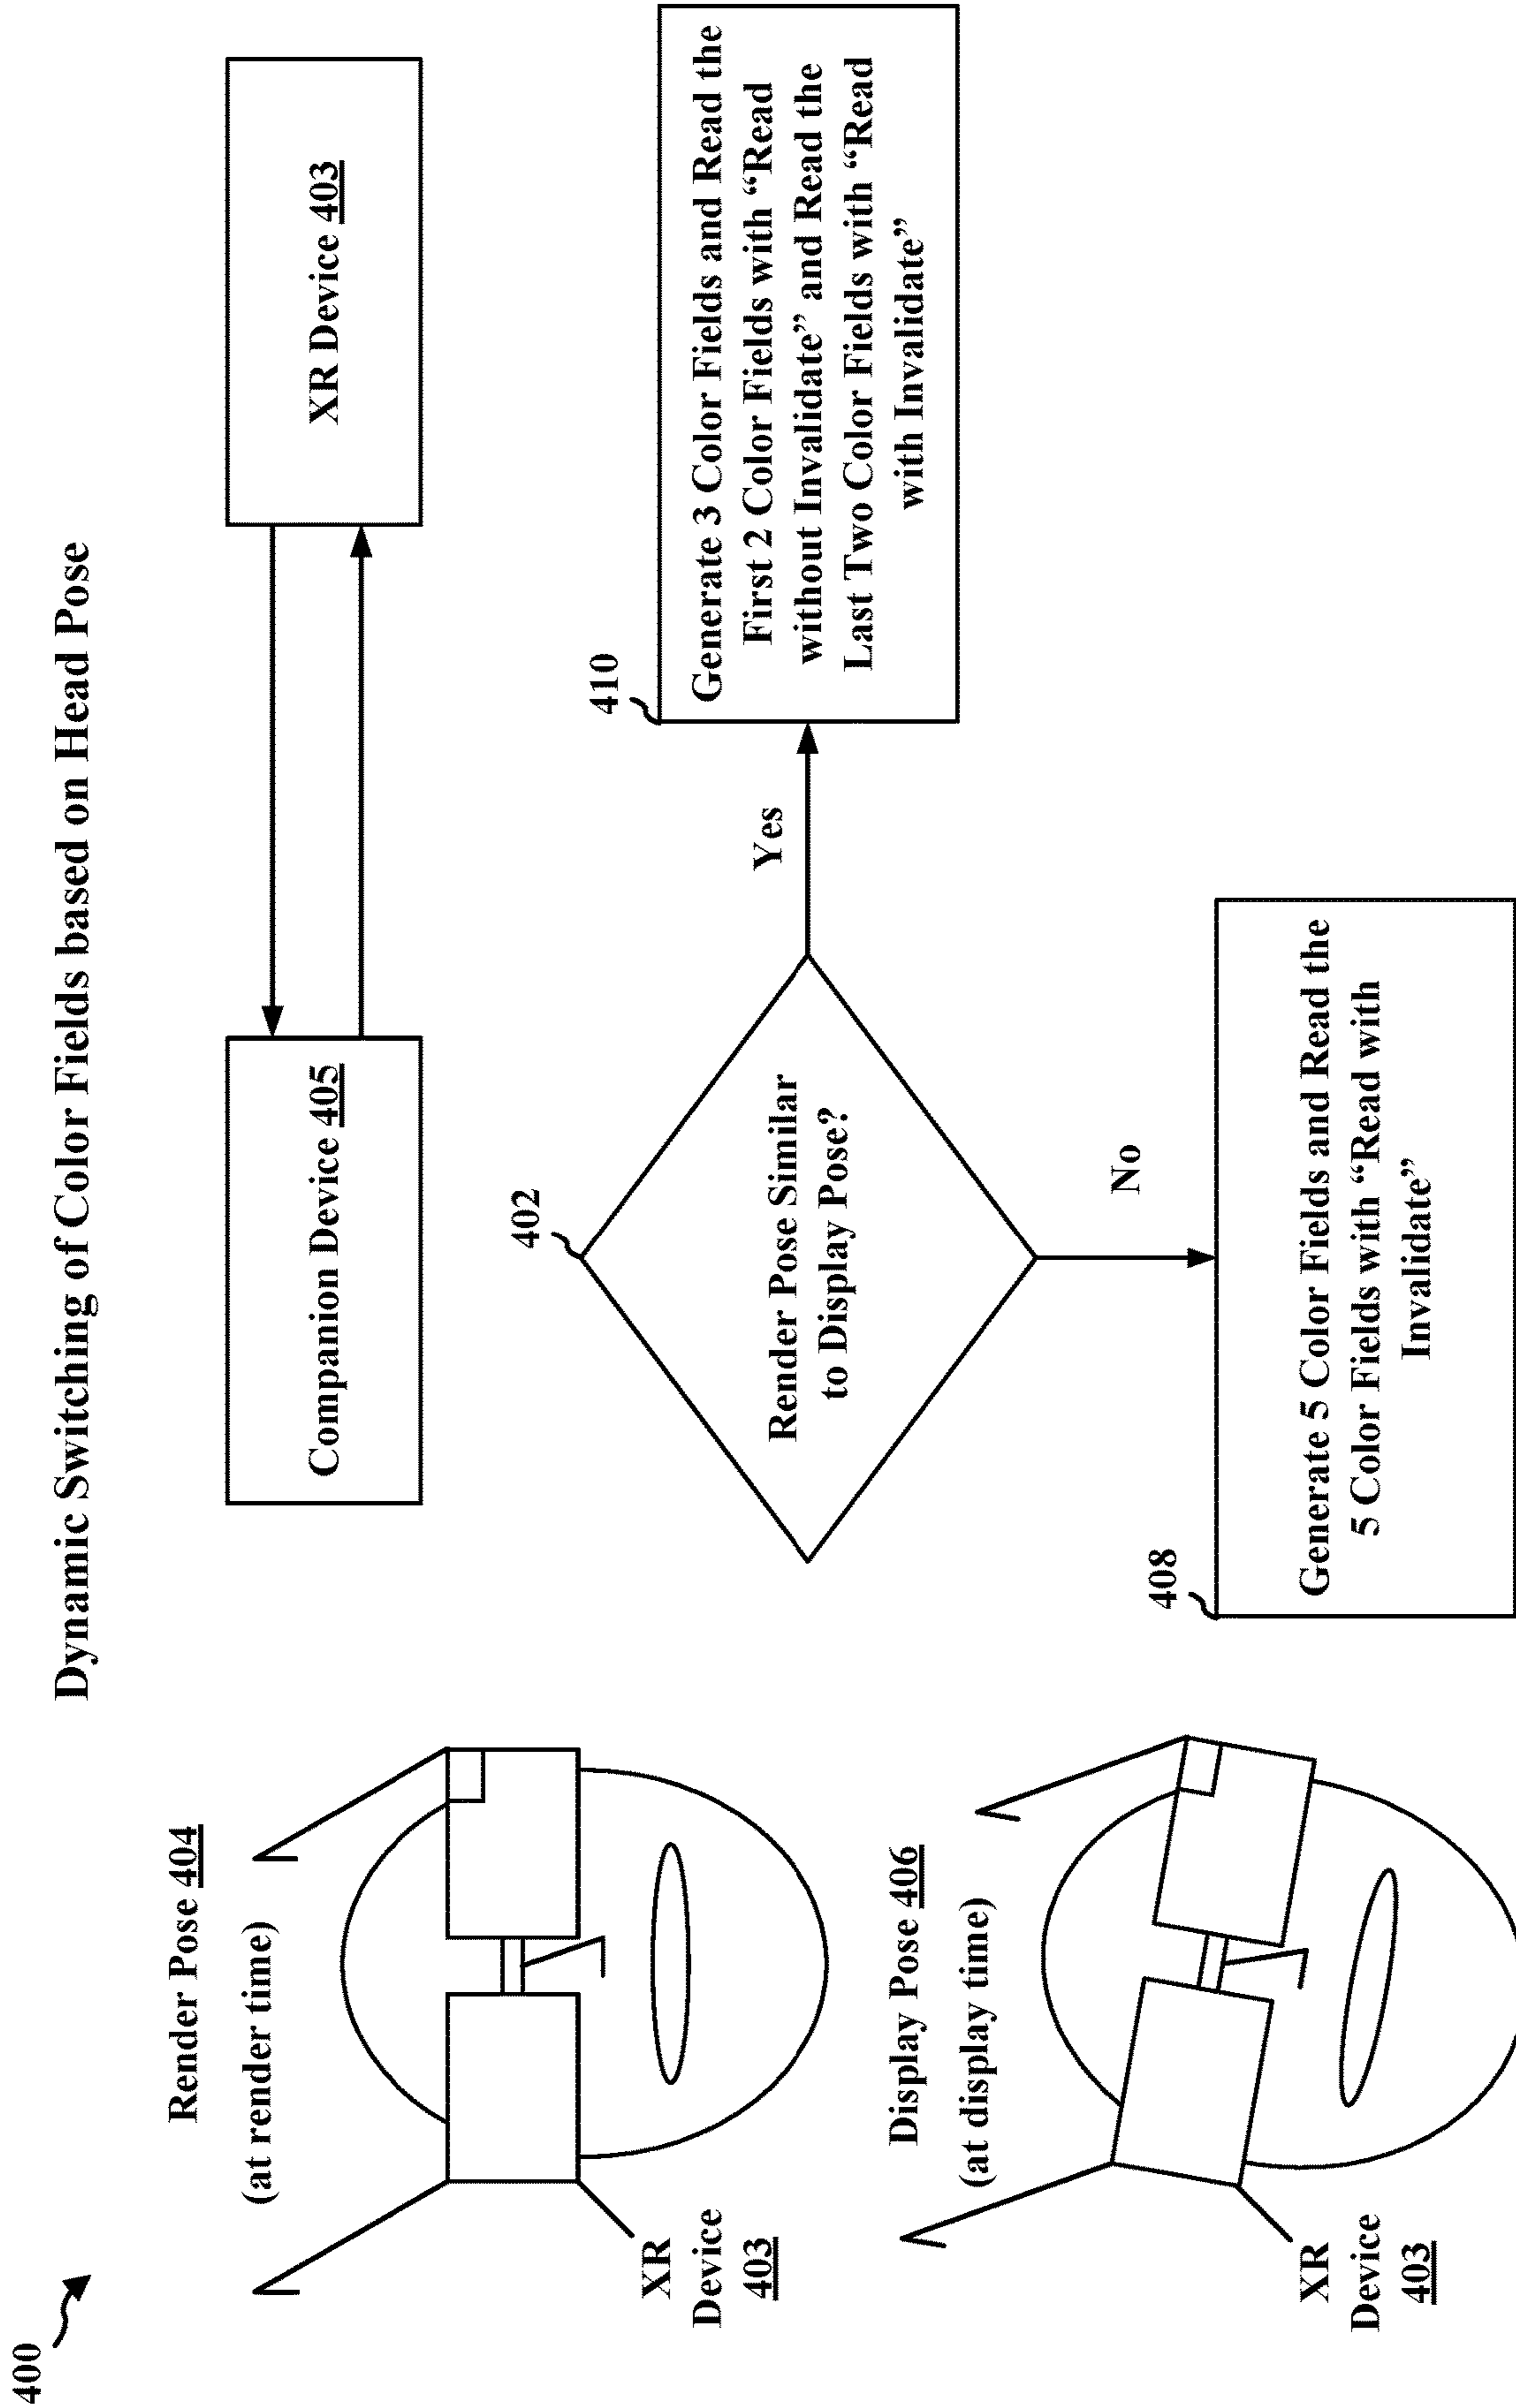 400
Dynamic Switching of Color Fields based on Head Pose
Render Pose 404
(at render time)
XR
Device
403
Display Pose 406
(at display time)
XR
Device
403
Companion Device 405
XR Device 403
402
Render Pose Similar
to Display Pose?
Yes
No
410
Generate 3 Color Fields and Read the
First 2 Color Fields with “Read
without Invalidate” and Read the
Last Two Color Fields with “Read
with Invalidate”
408
Generate 5 Color Fields and Read the
5 Color Fields with “Read with
Invalidate”